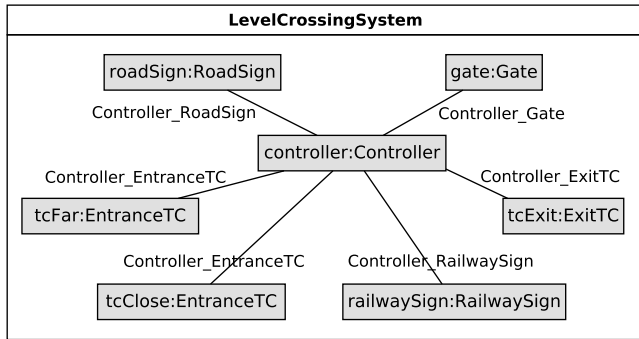 LevelCrossingSystem
roadSign:RoadSign
gate:Gate
Controller_RoadSign
Controller_Gate
controller:Controller
Controller_EntranceTC
Controller_ExitTC
tcFar:EntranceTC
tcExit:ExitTC
Controller_EntranceTC
Controller_RailwaySign
tcClose:EntranceTC
railwaySign:RailwaySign